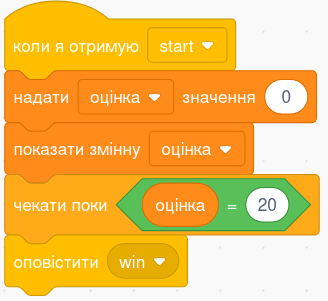 коли я отримую start
надати оцінка значення 0
показати змінну оцінка
чекати поки оцінка = 20
оповістити win